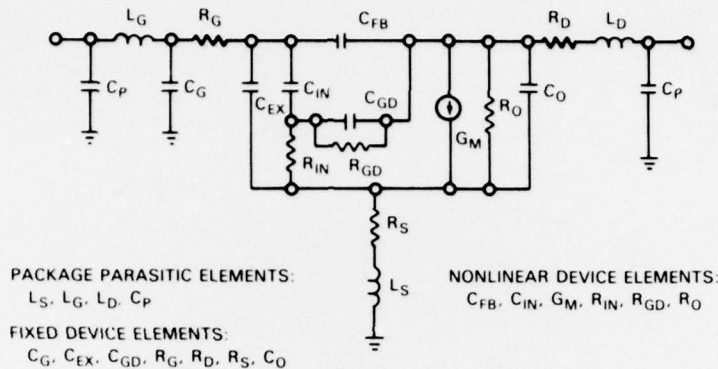 L_G R_G C_FB R_D L_D
C_P C_G C_EX C_IN C_GD G_M R_O C_O C_P
R_IN R_GD
R_S
L_S
PACKAGE PARASITIC ELEMENTS:
L_S, L_G, L_D, C_P
FIXED DEVICE ELEMENTS:
C_G, C_EX, C_GD, R_G, R_D, R_S, C_O
NONLINEAR DEVICE ELEMENTS:
C_FB, C_IN, G_M, R_IN, R_GD, R_O